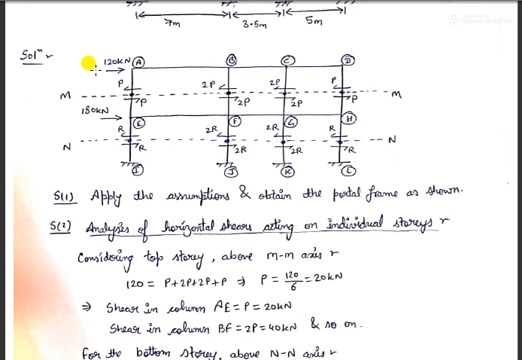 7m 3.5m 5m
Solⁿ:-
120kN A B C D
P 2P 2P P
M P 2P 2P P M
180kN
E F G H
R 2R 2R R
N R 2R 2R R N
I J K L
S(1) Apply the assumptions & obtain the portal frame as shown.
S(2) Analysis of horizontal shears acting on individual storeys :-
Considering top storey, above m-m axis :-
120 = P+2P+2P+P ⇒ P = 120/6 = 20kN
⇒ Shear in column AE = P = 20kN
Shear in column BF = 2P = 40kN & so on.
For the bottom storey, above N-N axis :-